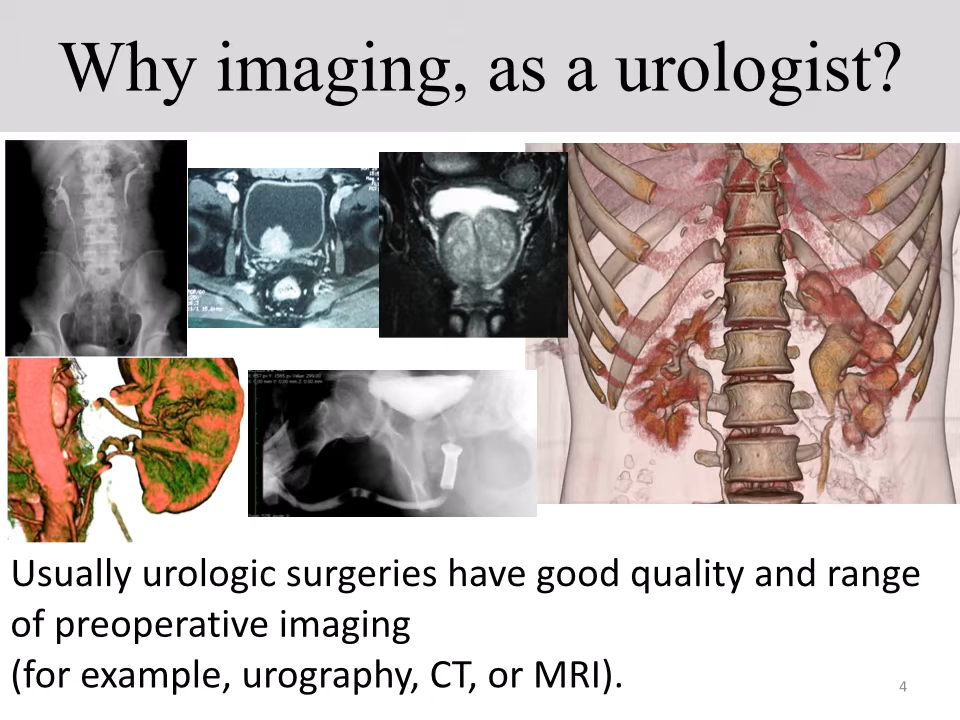 Why imaging, as a urologist?
Usually urologic surgeries have good quality and range
of preoperative imaging
(for example, urography, CT, or MRI).
4